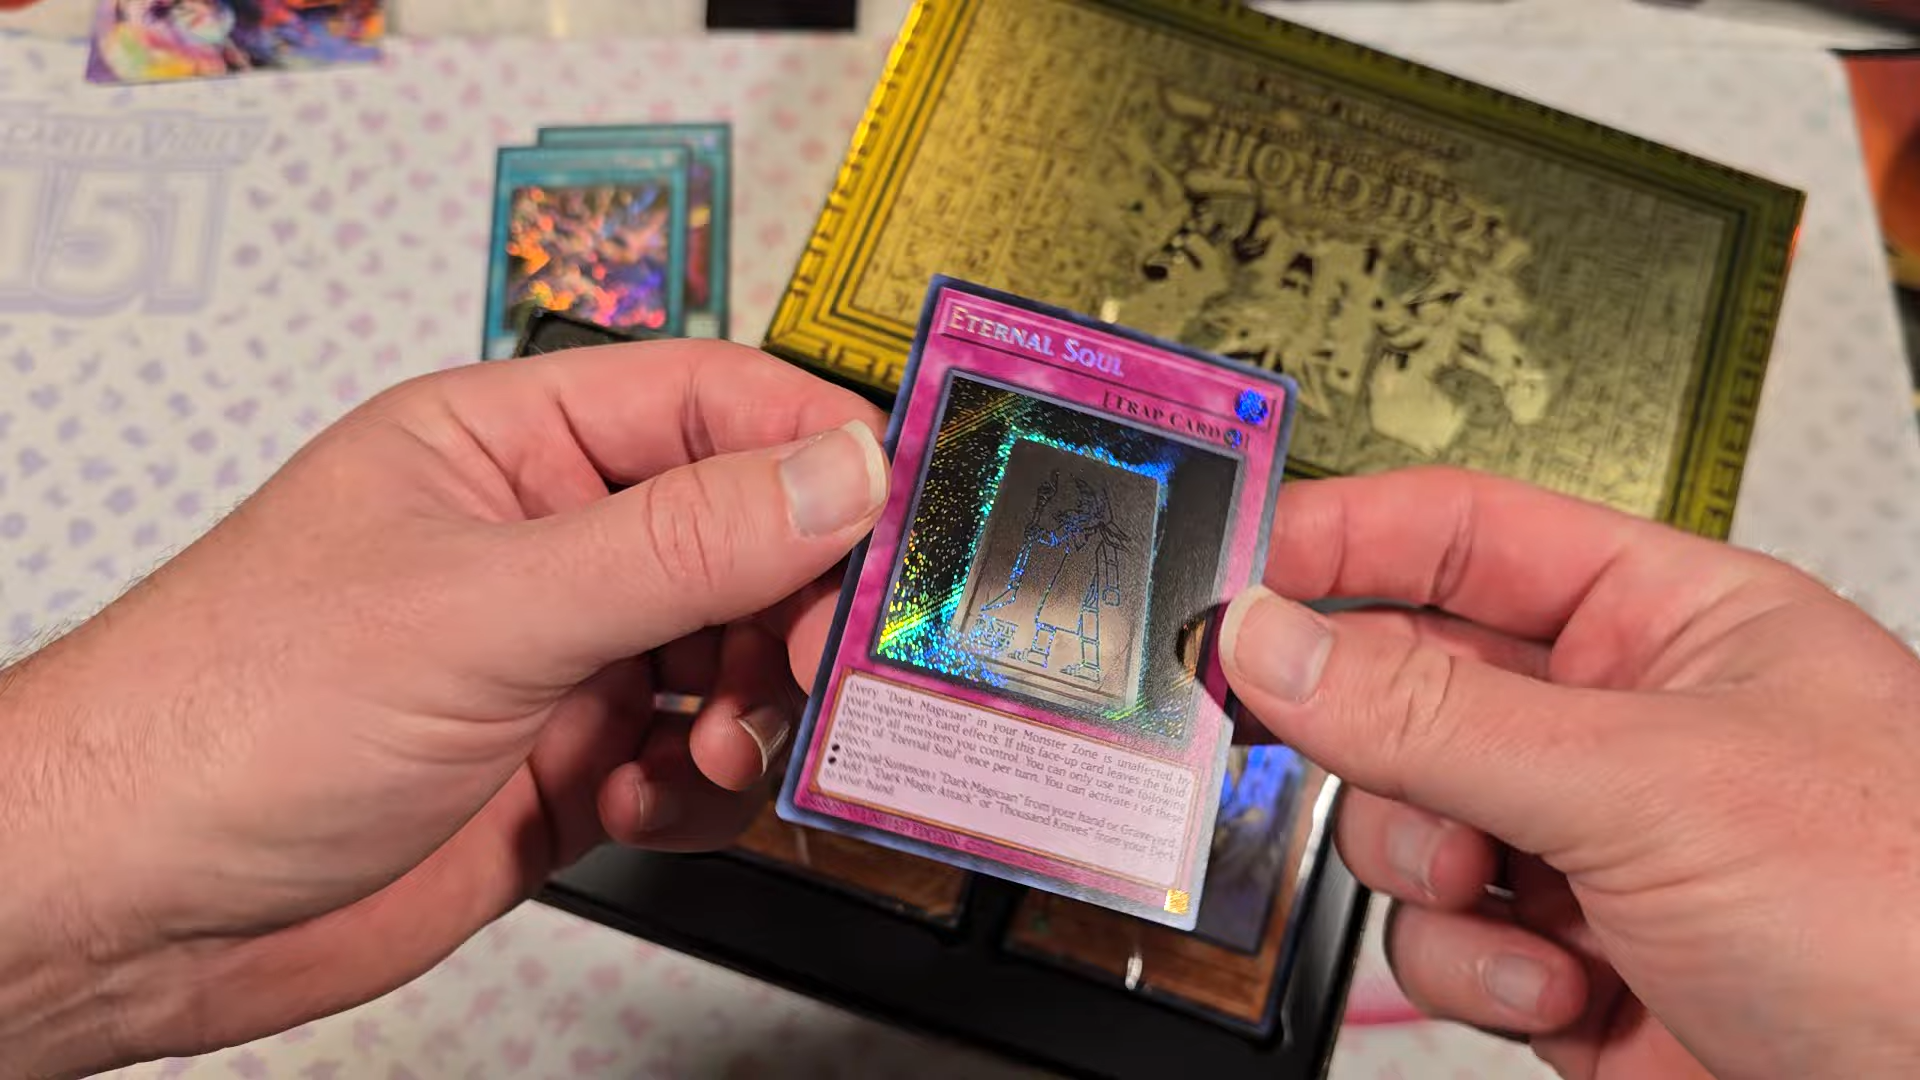 151
YU-GI-OH!
ETERNAL SOUL
[TRAP CARD ]
Every "Dark Magician" in your Monster Zone is unaffected by
your opponent's card effects. If this face-up card leaves the field
Destroy all monsters you control. You can only use the following
effect of "Eternal Soul" once per turn. You can activate 1 of these
effects.
● Special Summon 1 "Dark Magician" from your hand or Graveyard.
● Add 1 "Dark Magic Attack" or "Thousand Knives" from your Deck
to your hand.